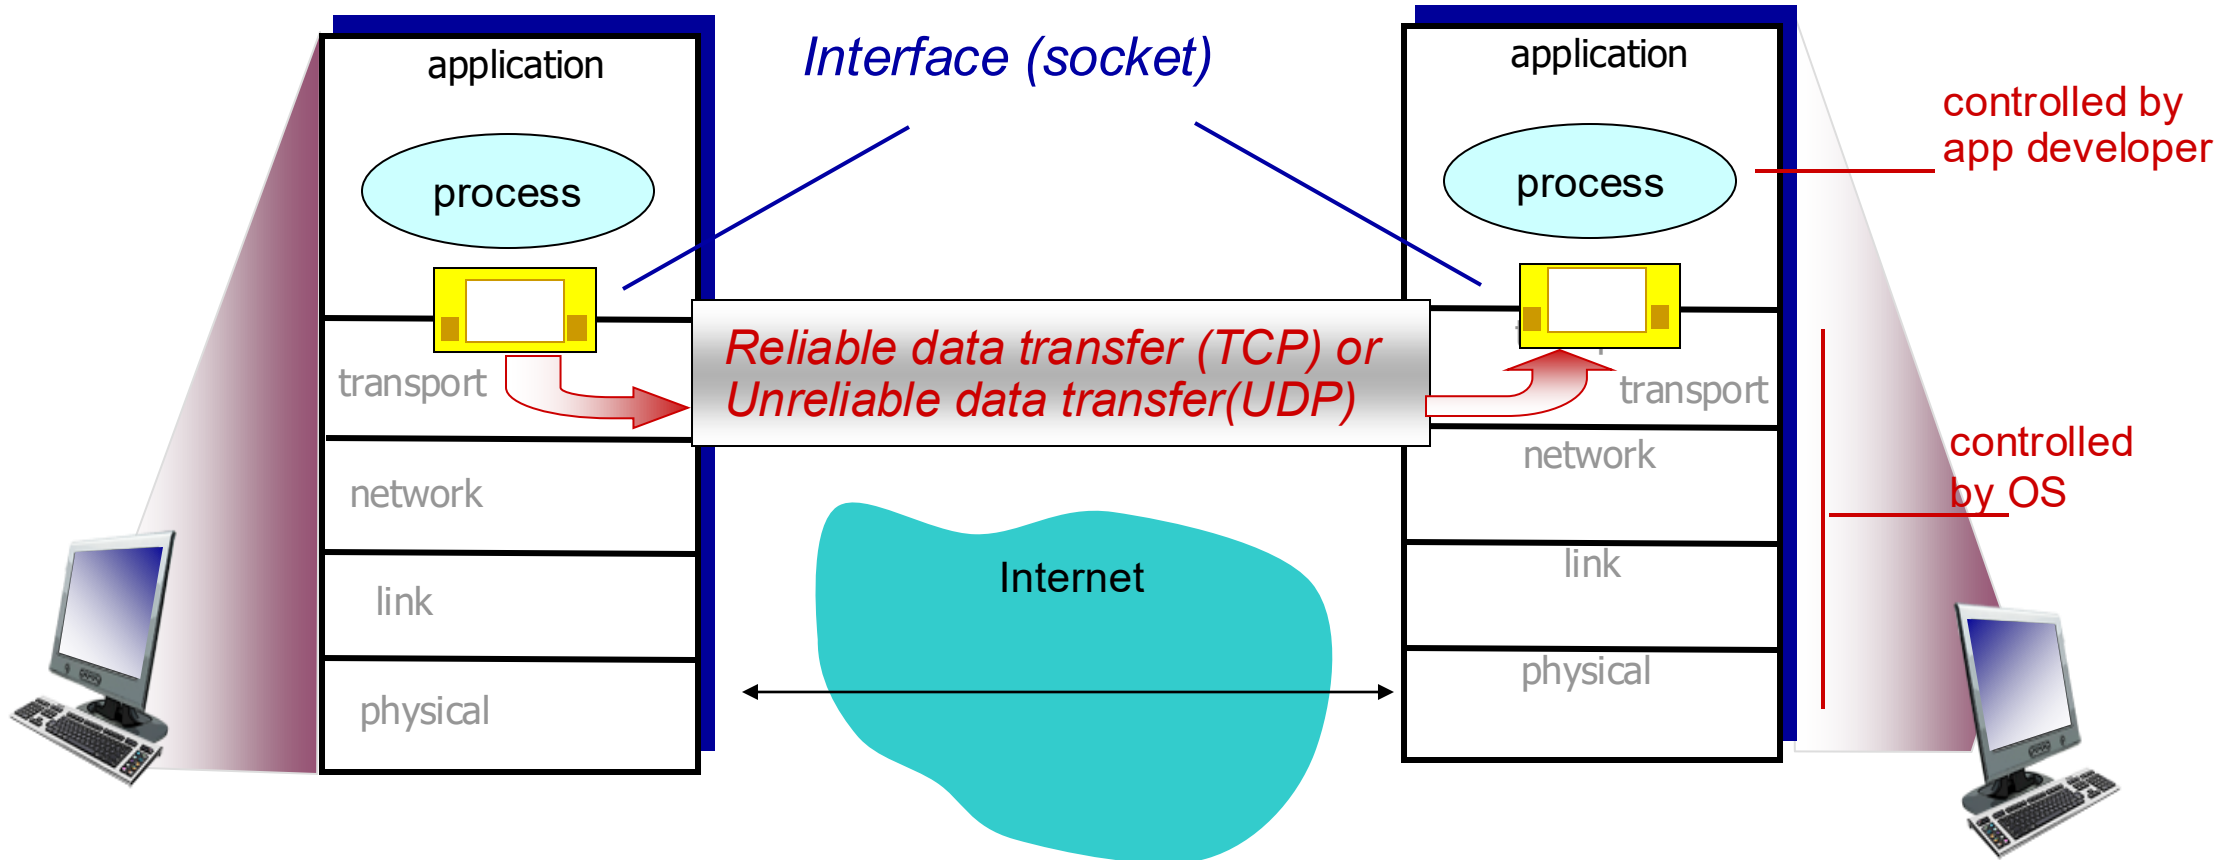 application
process
transport
network
link
physical
Interface (socket)
Reliable data transfer (TCP) or
Unreliable data transfer(UDP)
Internet
application
process
transport
network
link
physical
controlled by
app developer
controlled
by OS